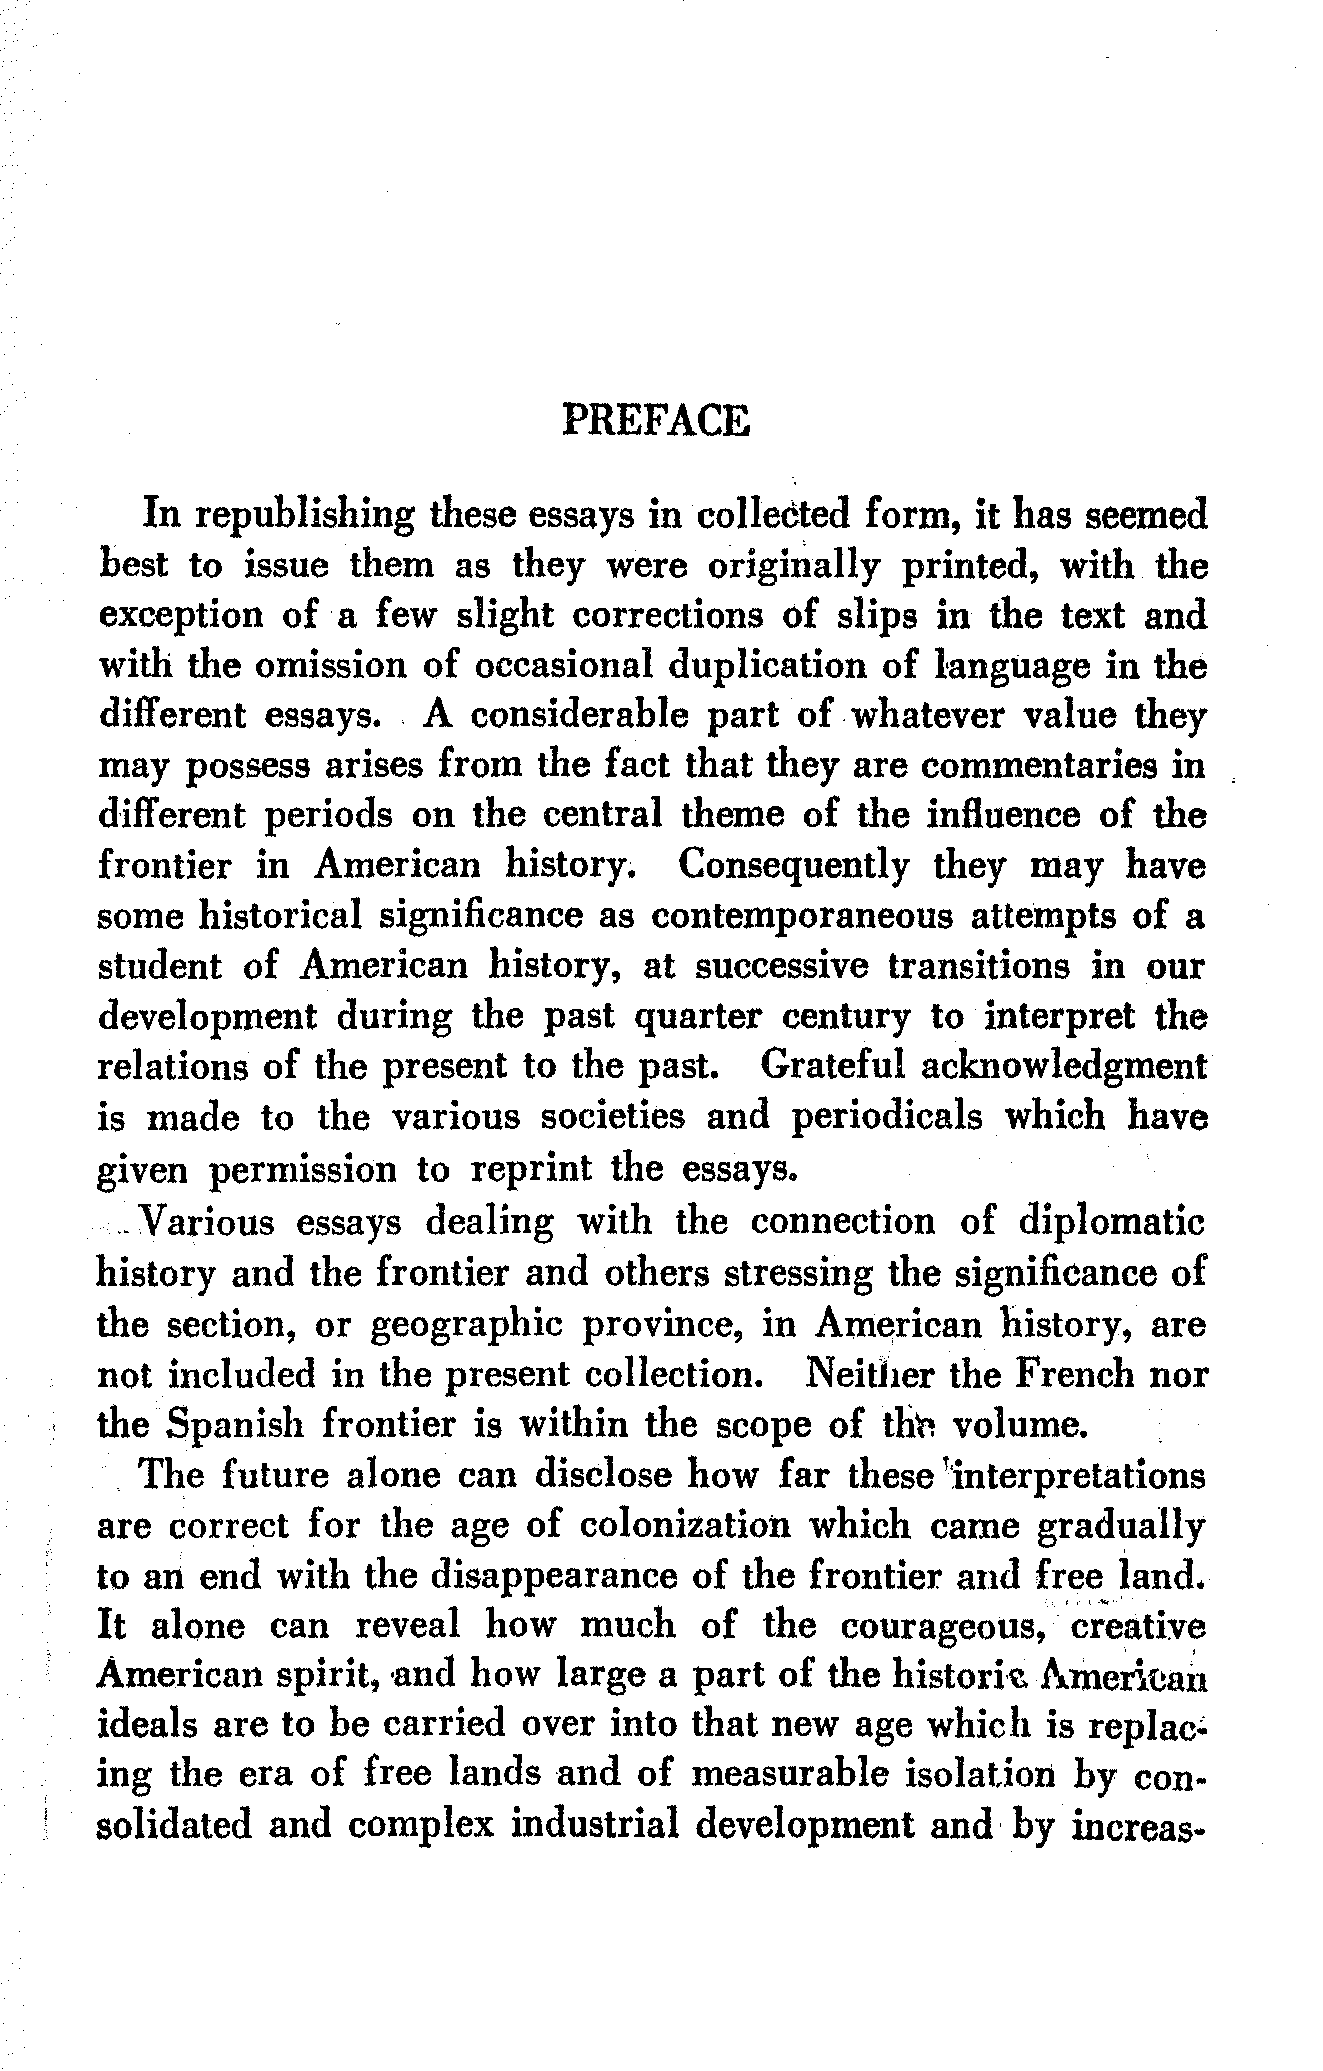 PREFACE
In republishing these essays in collected form, it has seemed
best to issue them as they were originally printed, with the
exception of a few slight corrections of slips in the text and
with the omission of occasional duplication of language in the
different essays. A considerable part of whatever value they
may possess arises from the fact that they are commentaries in
different periods on the central theme of the influence of the
frontier in American history. Consequently they may have
some historical significance as contemporaneous attempts of a
student of American history, at successive transitions in our
development during the past quarter century to interpret the
relations of the present to the past. Grateful acknowledgment
is made to the various societies and periodicals which have
given permission to reprint the essays.
Various essays dealing with the connection of diplomatic
history and the frontier and others stressing the significance of
the section, or geographic province, in American history, are
not included in the present collection. Neither the French nor
the Spanish frontier is within the scope of the volume.
The future alone can disclose how far these interpretations
are correct for the age of colonization which came gradually
to an end with the disappearance of the frontier and free land.
It alone can reveal how much of the courageous, creative
American spirit, and how large a part of the historic American
ideals are to be carried over into that new age which is replac-
ing the era of free lands and of measurable isolation by con-
solidated and complex industrial development and by increas-